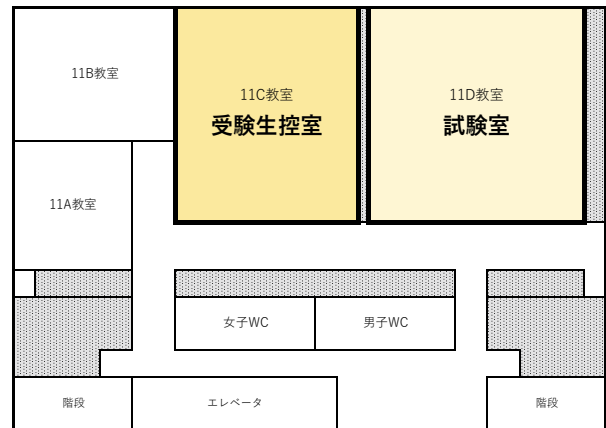 11B教室
11C教室
受験生控室
11D教室
試験室
11A教室
女子WC
男子WC
階段
エレベータ
階段